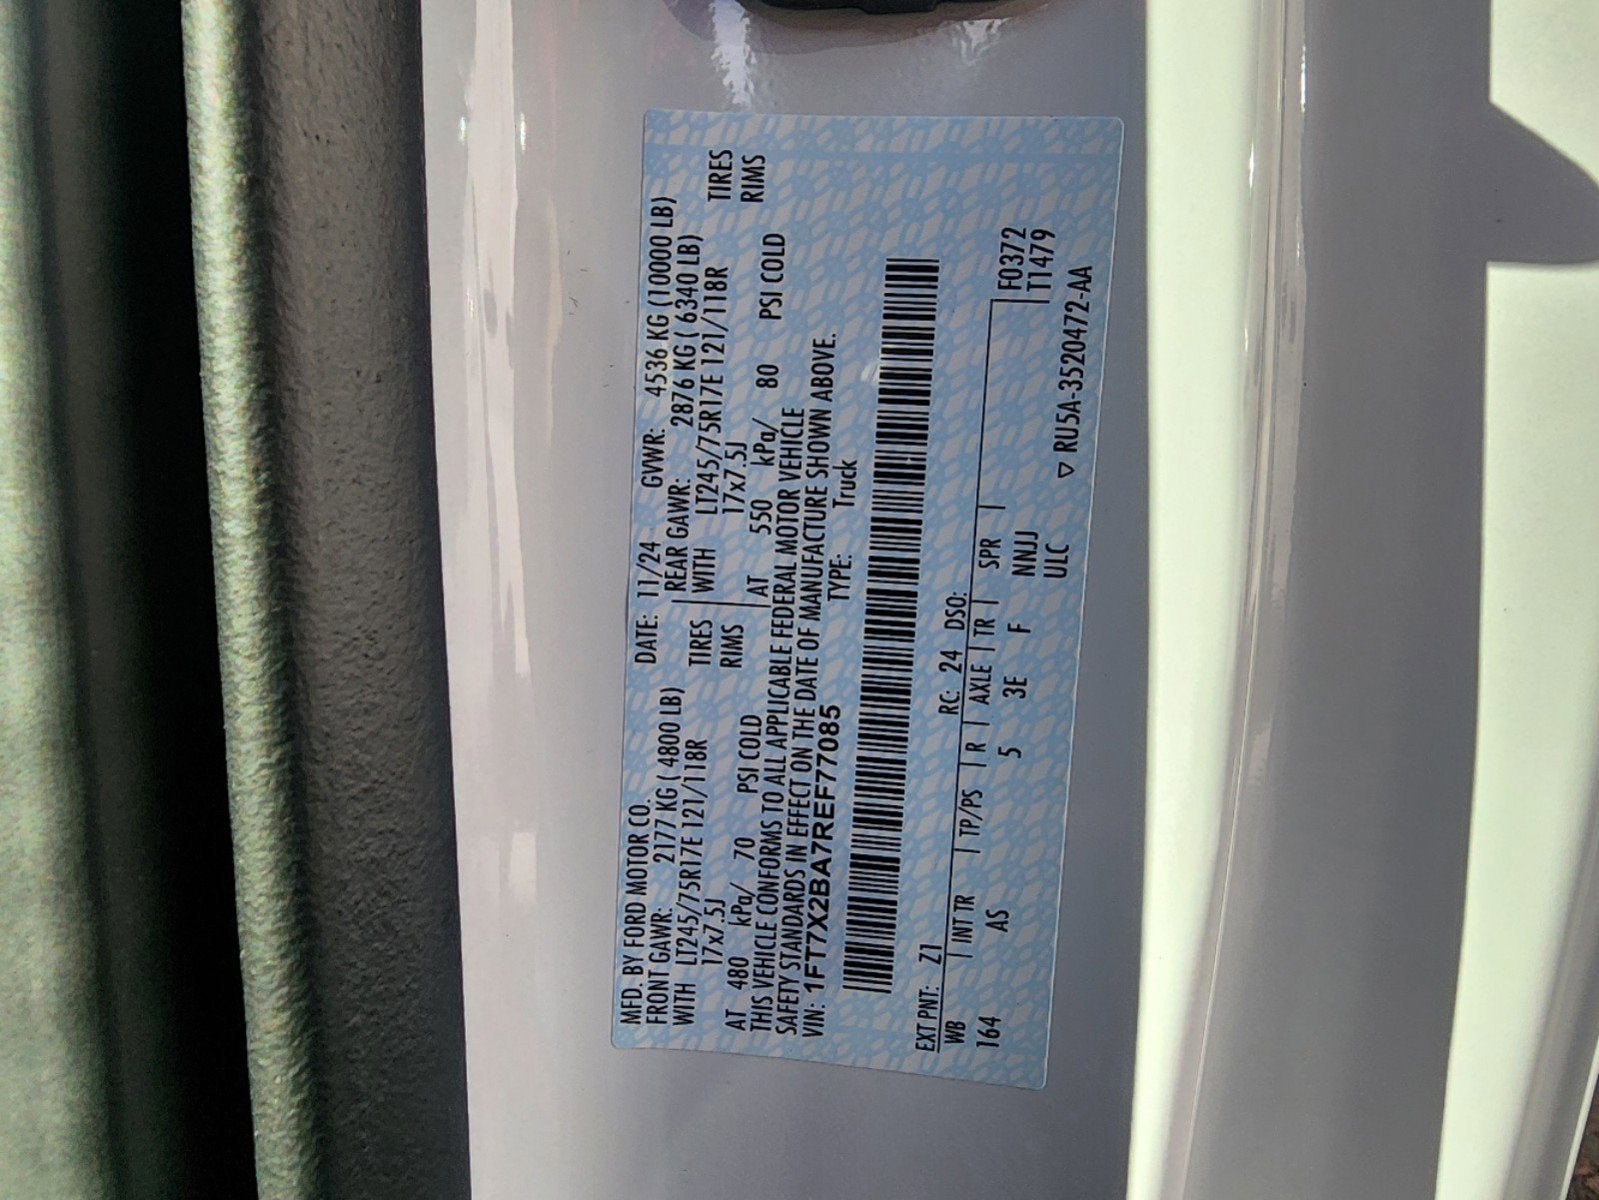 MFD. BY FORD MOTOR CO. DATE: 11/24 GVWR: 4536 KG (10000 LB)
FRONT GAWR: 2177 KG ( 4800 LB) REAR GAWR: 2876 KG ( 6340 LB)
WITH LT245/75R17E 121/118R TIRES WITH LT245/75R17E 121/118R TIRES
17x7.5J RIMS 17x7.5J RIMS
AT 480 kPa/ 70 PSI COLD AT 550 kPa/ 80 PSI COLD
THIS VEHICLE CONFORMS TO ALL APPLICABLE FEDERAL MOTOR VEHICLE
SAFETY STANDARDS IN EFFECT ON THE DATE OF MANUFACTURE SHOWN ABOVE.
VIN: 1FT7X2BA7REF77085 TYPE: Truck
EXT PNT: Z1 RC: 24 DSO:
WB INT TR TP/PS R AXLE TR SPR F0372
164 AS 5 3E F NNJJ T1479
ULC ▽ RU5A-3520472-AA